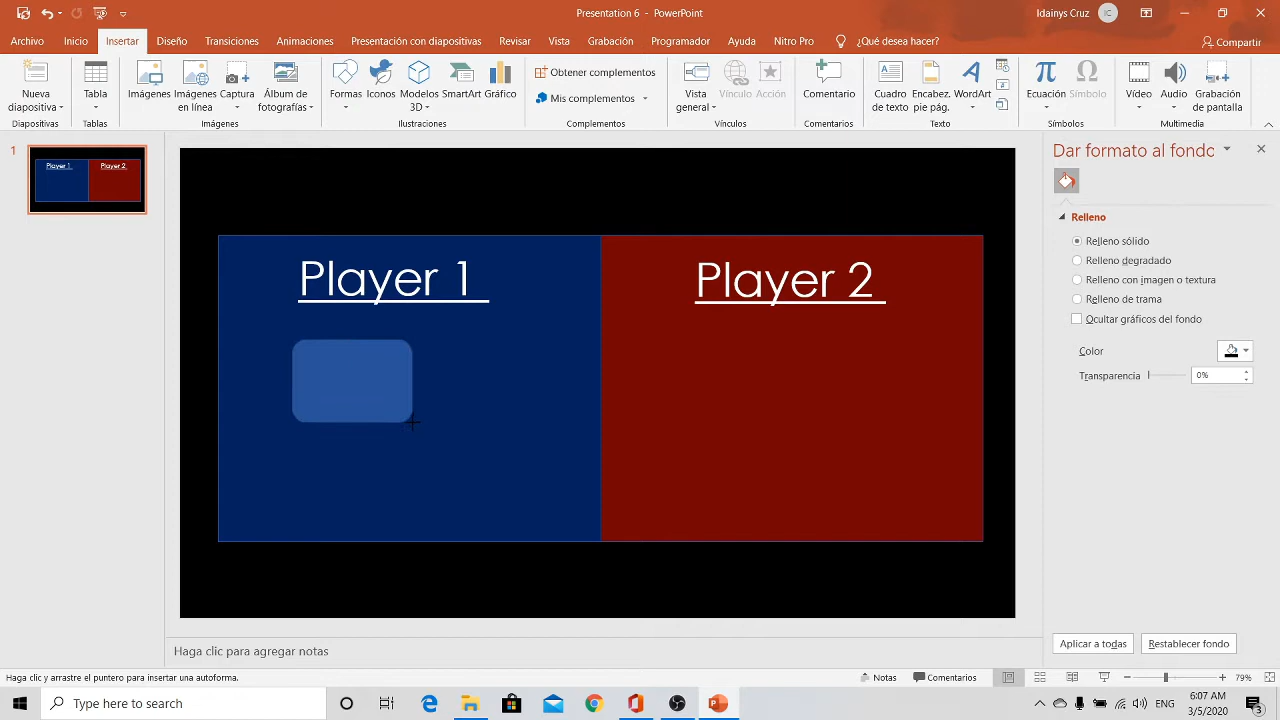 Presentation 6 - PowerPoint
Idainys Cruz IC
Archivo Inicio Insertar Diseño Transiciones Animaciones Presentación con diapositivas Revisar Vista Grabación Programador Ayuda Nitro Pro ¿Qué desea hacer? Compartir
Nueva diapositiva
Diapositivas
Tabla
Tablas
Imágenes
Imágenes en línea
Captura
Álbum de fotografías
Imágenes
Formas
Iconos
Modelos 3D
SmartArt
Gráfico
Ilustraciones
Obtener complementos
Mis complementos
Complementos
Vista general
Vínculo
Acción
Vínculos
Comentario
Comentarios
Cuadro de texto
Encabez. pie pág.
WordArt
Texto
Ecuación
Símbolo
Símbolos
Vídeo
Audio
Grabación de pantalla
Multimedia
1
Player 1
Player 2
Player 1
Player 2
Dar formato al fondo
Relleno
Relleno sólido
Relleno degradado
Relleno con imagen o textura
Relleno de trama
Ocultar gráficos del fondo
Color
Transparencia 0%
Aplicar a todas Restablecer fondo
Haga clic para agregar notas
Haga clic y arrastre el puntero para insertar una autoforma.
Notas Comentarios 79%
Type here to search
ENG
6:07 AM
3/5/2020
3